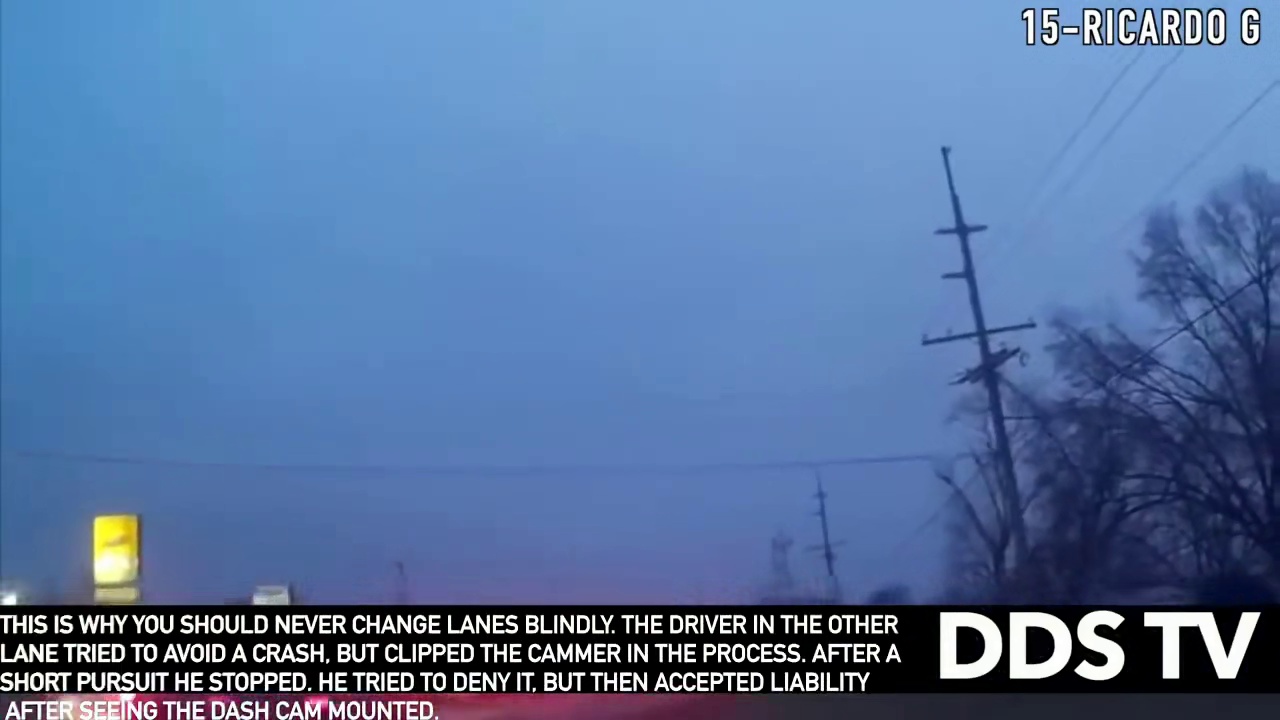 15-RICARDO G
THIS IS WHY YOU SHOULD NEVER CHANGE LANES BLINDLY. THE DRIVER IN THE OTHER
LANE TRIED TO AVOID A CRASH, BUT CLIPPED THE CAMMER IN THE PROCESS. AFTER A
SHORT PURSUIT HE STOPPED. HE TRIED TO DENY IT, BUT THEN ACCEPTED LIABILITY
AFTER SEEING THE DASH CAM MOUNTED.
DDS TV